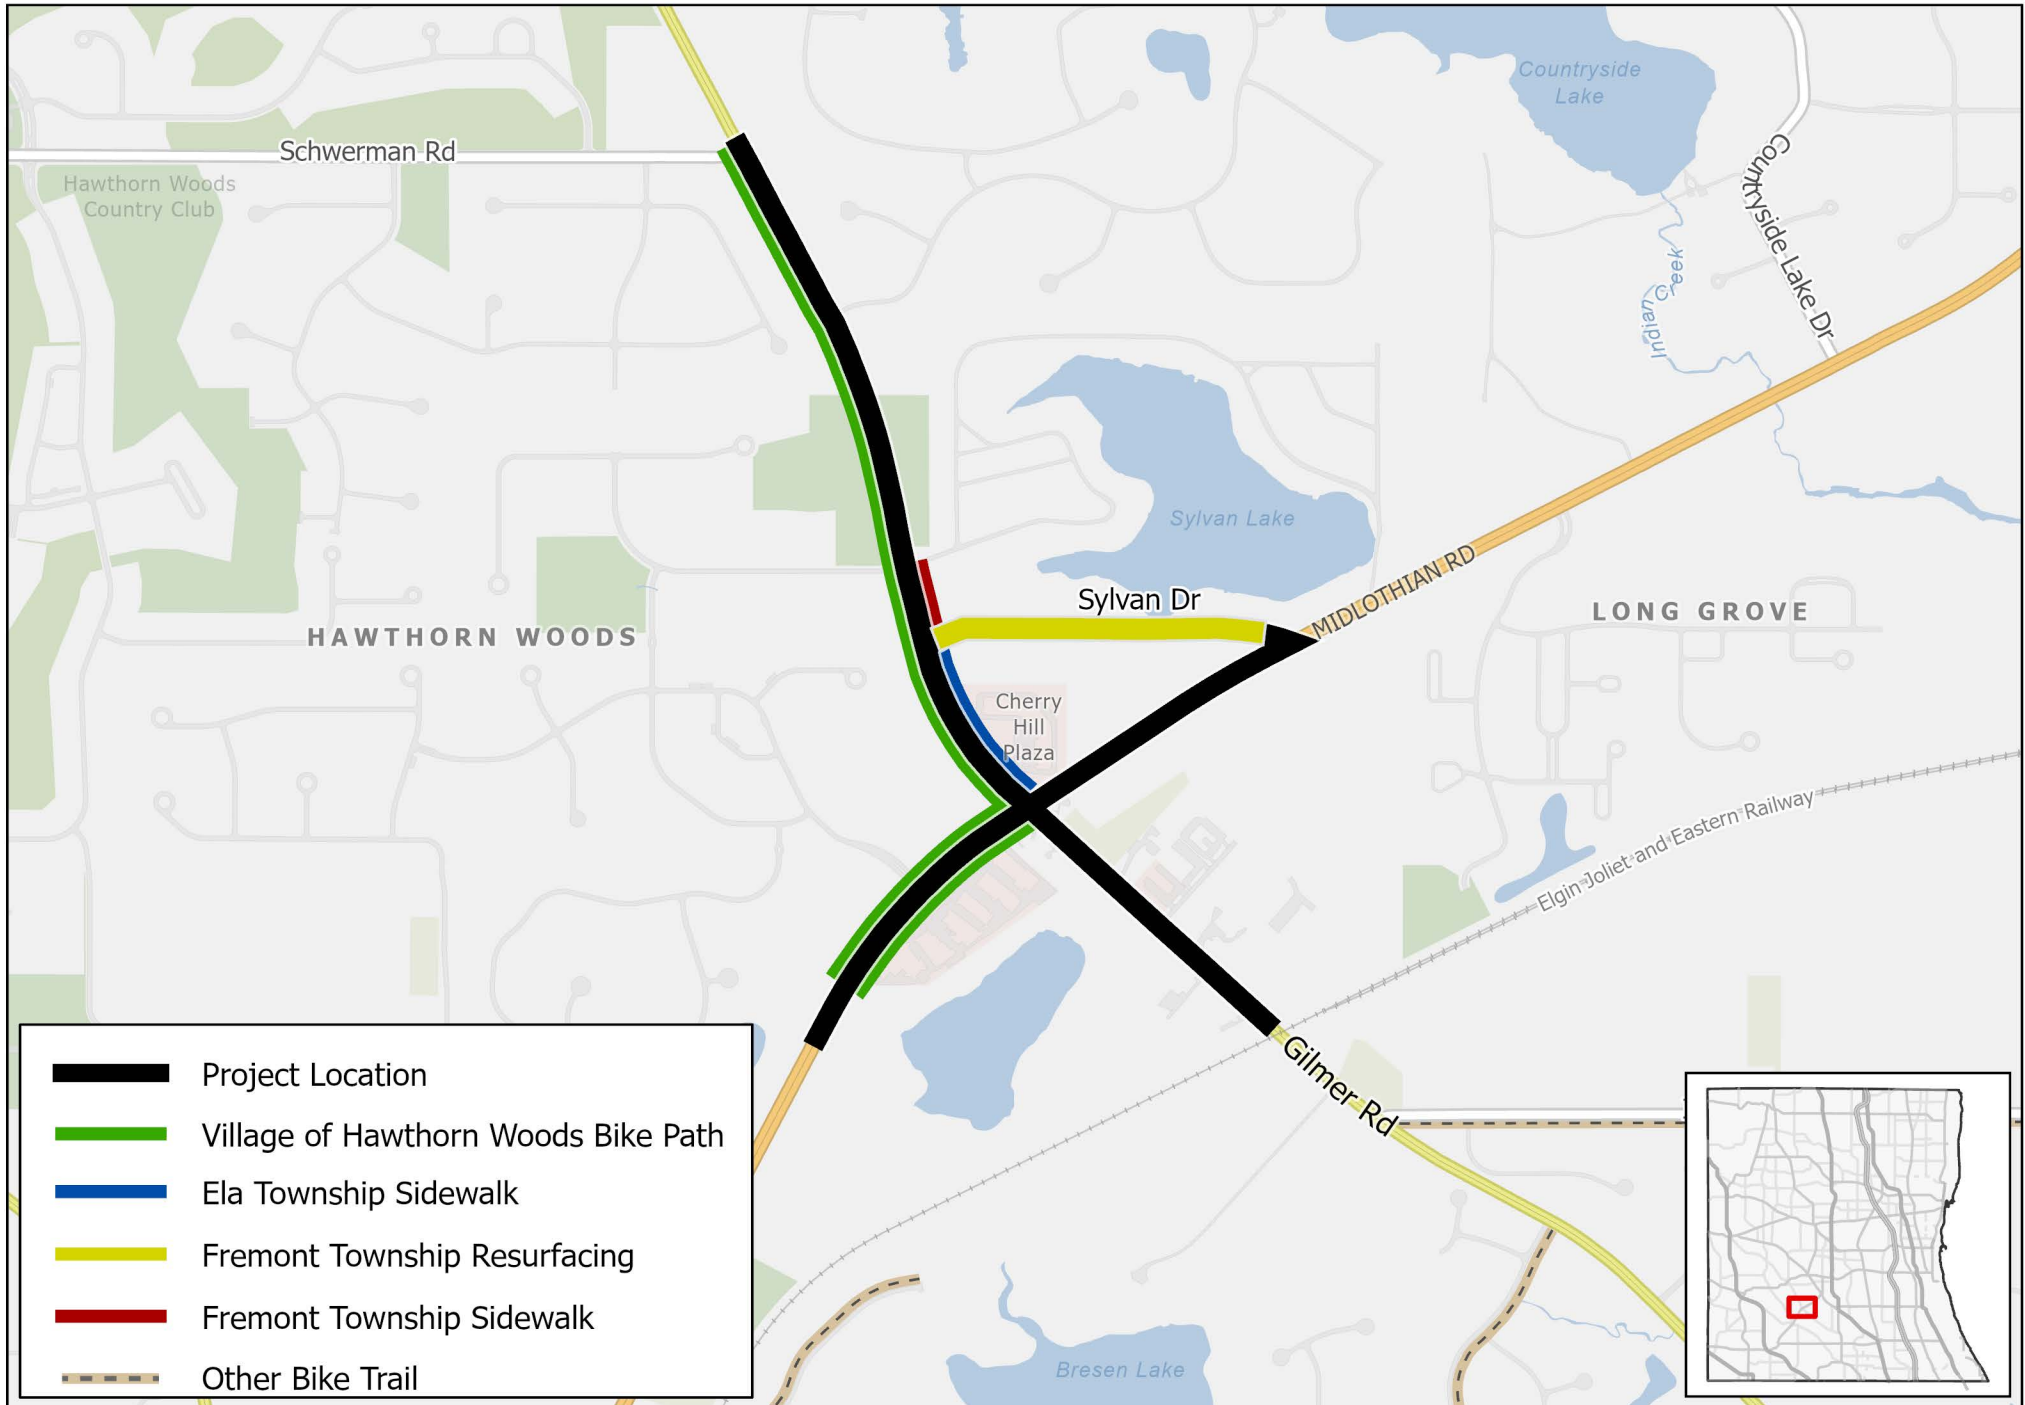 Countryside
Lake
Schwerman Rd
Hawthorn Woods
Country Club
Countryside Lake Dr
Indian Creek
Sylvan Lake
MIDLOTHIAN RD
Sylvan Dr
LONG GROVE
HAWTHORN WOODS
Cherry
Hill
Plaza
Elgin Joliet and Eastern Railway
Gilmer Rd
Project Location
Village of Hawthorn Woods Bike Path
Ela Township Sidewalk
Fremont Township Resurfacing
Fremont Township Sidewalk
Other Bike Trail
Bresen Lake